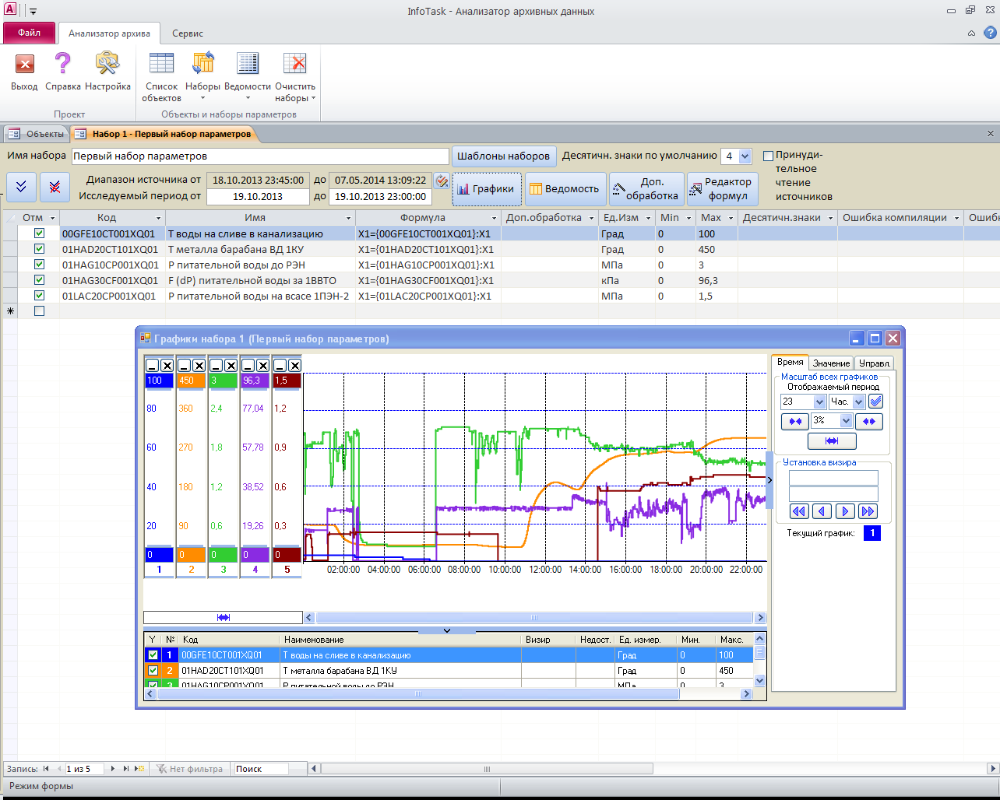 InfoTask - Анализатор архивных данных
Файл Анализатор архива Сервис
Выход Справка Настройка Список объектов Наборы Ведомости Очистить наборы
Проект Объекты и наборы параметров
Объекты Набор 1 - Первый набор параметров
Имя набора Первый набор параметров Шаблоны наборов Десятичн. знаки по умолчанию 4 Принуди-
тельное
чтение
источников
Диапазон источника от 18.10.2013 23:45:00 до 07.05.2014 13:09:22
Исследуемый период от 19.10.2013 до 19.10.2013 23:00:00
Графики Ведомость Доп. обработка Редактор формул
Отм Код Имя Формула Доп.обработка Ед.Изм Min Max Десятичн.знаки Ошибка компиляции Ошибк
00GFE10CT001XQ01 Т воды на сливе в канализацию X1={00GFE10CT001XQ01}:X1 Град 0 100
01HAD20CT101XQ01 Т металла барабана ВД 1КУ X1={01HAD20CT101XQ01}:X1 Град 0 450
01HAG10CP001XQ01 Р питательной воды до РЭН X1={01HAG10CP001XQ01}:X1 МПа 0 3
01HAG30CF001XQ01 F (dP) питательной воды за 1ВВТО X1={01HAG30CF001XQ01}:X1 кПа 0 96,3
01LAC20CP001XQ01 Р питательной воды на всасе 1ПЭН-2 X1={01LAC20CP001XQ01}:X1 МПа 0 1,5
Графики набора 1 (Первый набор параметров)
100 450 3 96,3 1,5
80 360 2,4 77,04 1,2
60 270 1,8 57,78 0,9
40 180 1,2 38,52 0,6
20 90 0,6 19,26 0,3
0 0 0 0 0
1 2 3 4 5
02:00:00 04:00:00 06:00:00 08:00:00 10:00:00 12:00:00 14:00:00 16:00:00 18:00:00 20:00:00 22:00:00
Время Значение Управл.
Масштаб всех графиков
Отображаемый период
23 Час.
3%
Установка визира
Текущий график: 1
Y № Код Наименование Визир Недост. Ед. измер. Мин. Макс.
1 00GFE10CT001XQ01 Т воды на сливе в канализацию Град 0 100
2 01HAD20CT101XQ01 Т металла барабана ВД 1КУ Град 0 450
3 01HAG10CP001XQ01 Р питательной воды до РЭН МПа 0 3
Запись: 1 из 5 Нет фильтра Поиск
Режим формы